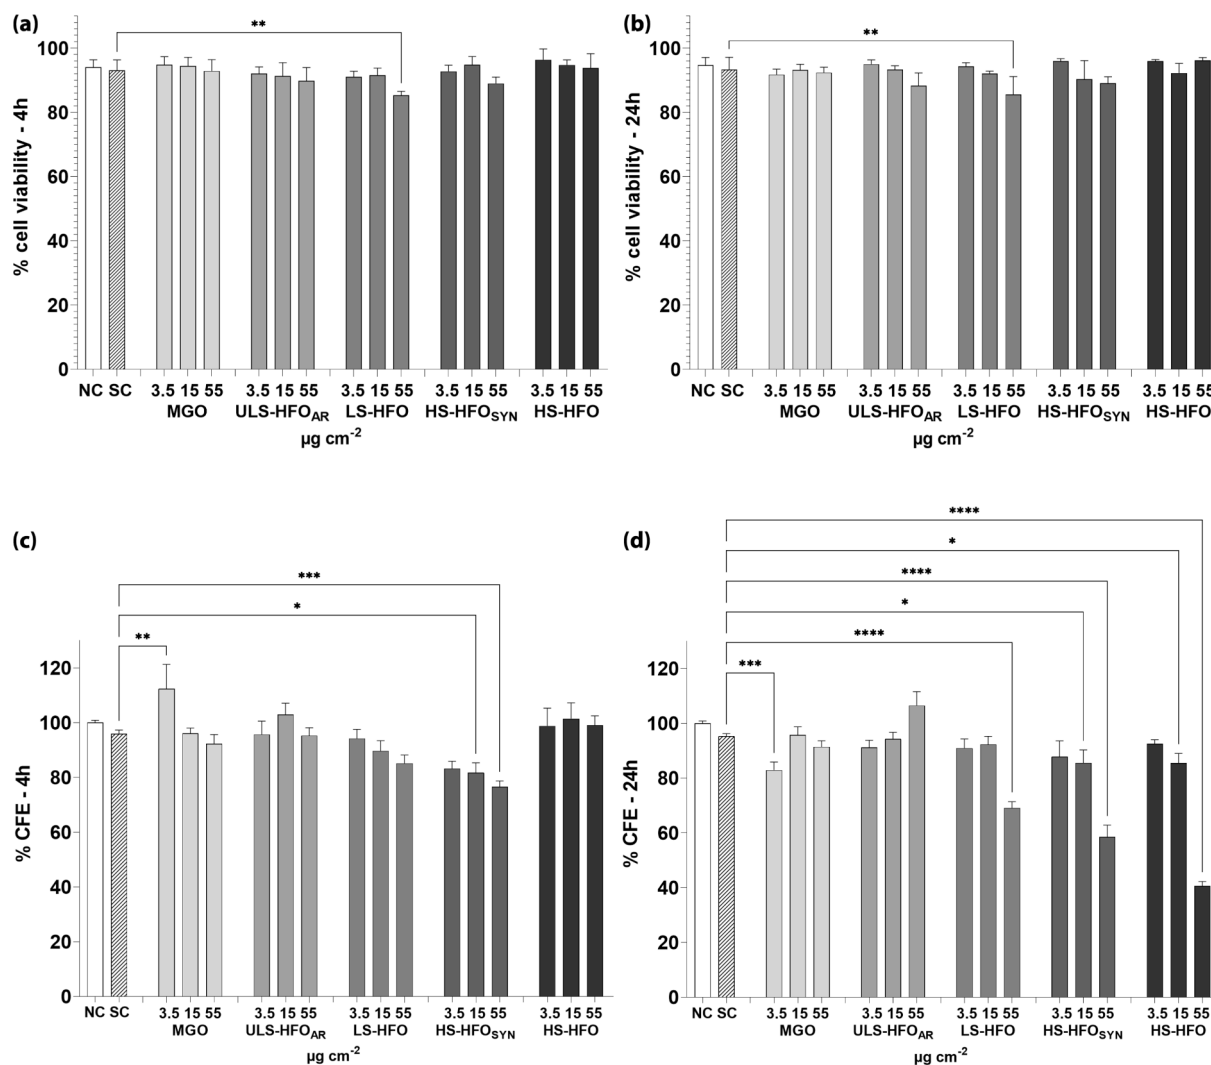 (a)
**
100
80
60
40
20
0
% cell viability - 4h
NC SC 3.5 15 55 3.5 15 55 3.5 15 55 3.5 15 55 3.5 15 55
MGO ULS-HFOAR LS-HFO HS-HFOSYN HS-HFO
µg cm-2
(b)
**
100
80
60
40
20
0
% cell viability - 24h
NC SC 3.5 15 55 3.5 15 55 3.5 15 55 3.5 15 55 3.5 15 55
MGO ULS-HFOAR LS-HFO HS-HFOSYN HS-HFO
µg cm-2
(c)
***
*
**
120
100
80
60
40
20
0
% CFE - 4h
NC SC 3.5 15 55 3.5 15 55 3.5 15 55 3.5 15 55 3.5 15 55
MGO ULS-HFOAR LS-HFO HS-HFOSYN HS-HFO
µg cm-2
(d)
****
*
****
*
****
***
120
100
80
60
40
20
0
% CFE - 24h
NC SC 3.5 15 55 3.5 15 55 3.5 15 55 3.5 15 55 3.5 15 55
MGO ULS-HFOAR LS-HFO HS-HFOSYN HS-HFO
µg cm-2